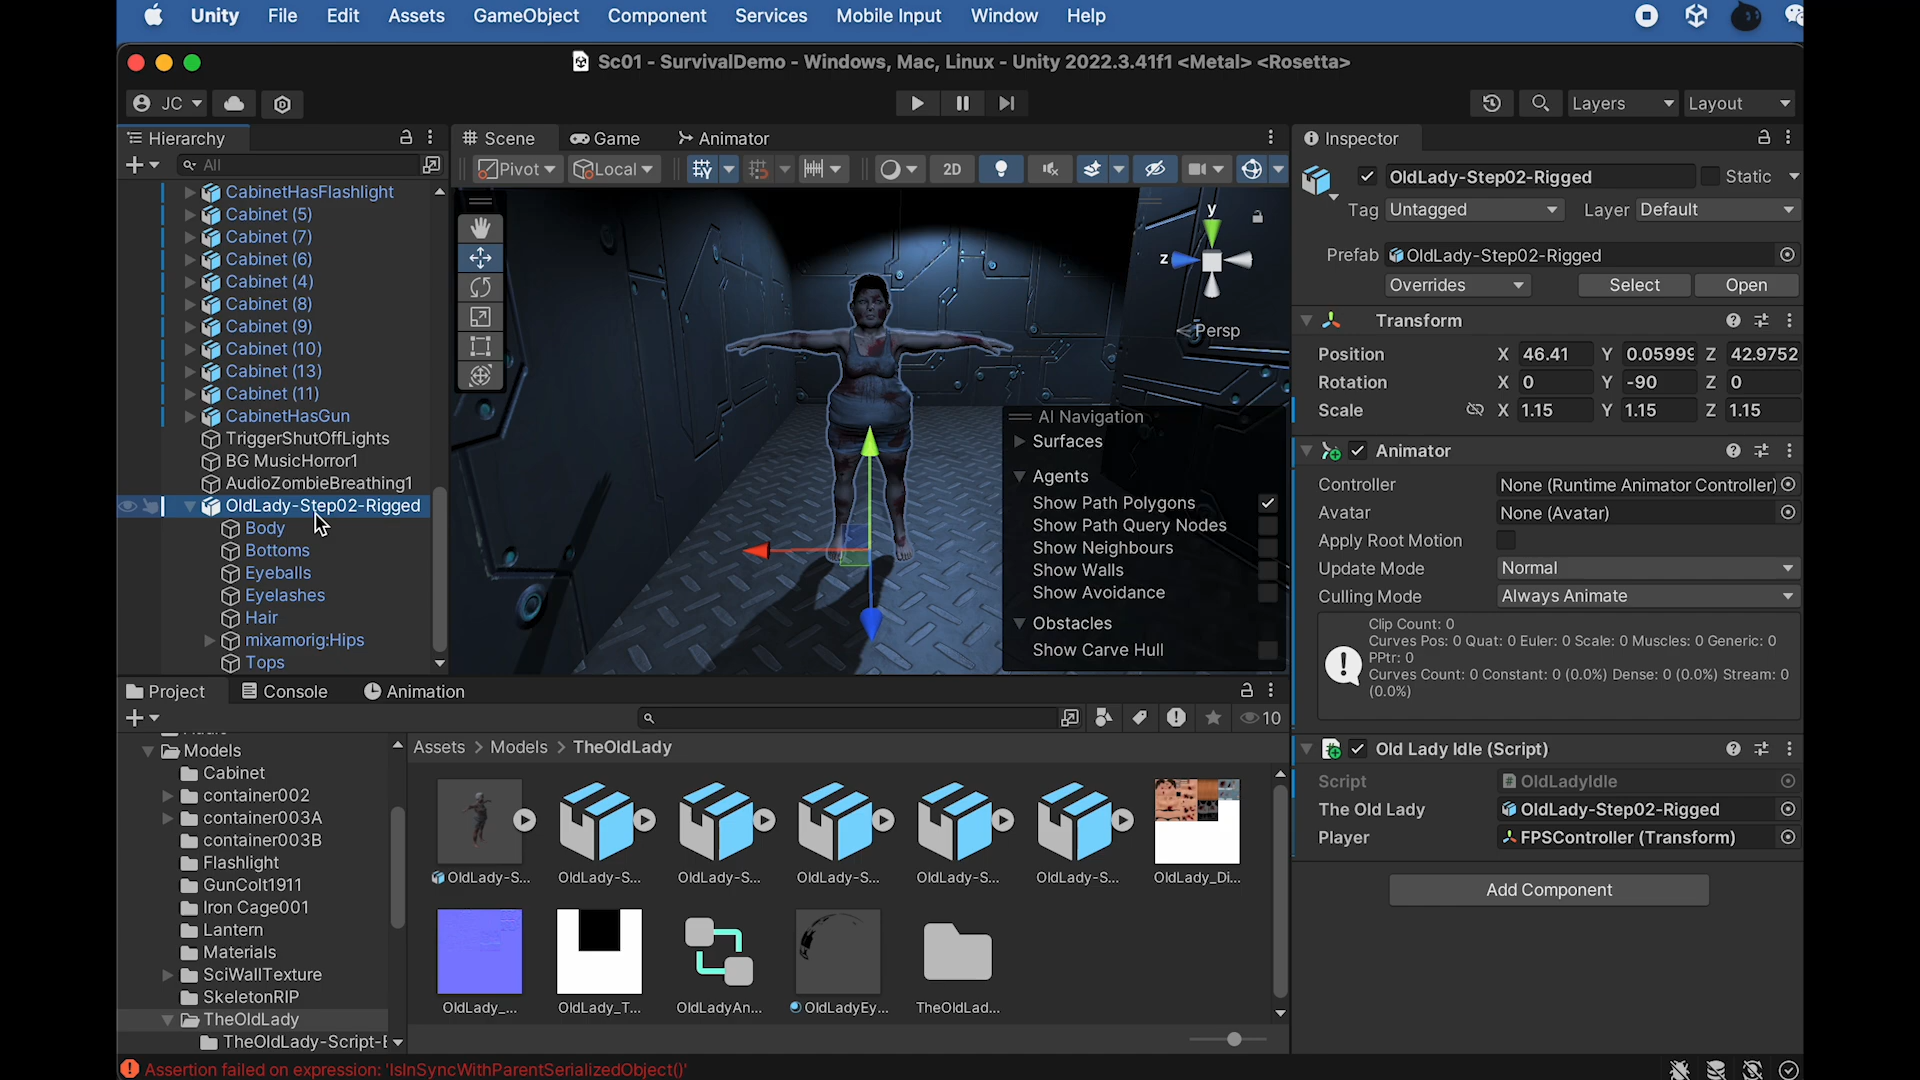 Unity File Edit Assets GameObject Component Services Mobile Input Window Help
Sc01 - SurvivalDemo - Windows, Mac, Linux - Unity 2022.3.41f1 <Metal> <Rosetta>
JC
Layers
Layout
Hierarchy
All
CabinetHasFlashlight
Cabinet (5)
Cabinet (7)
Cabinet (6)
Cabinet (4)
Cabinet (8)
Cabinet (9)
Cabinet (10)
Cabinet (13)
Cabinet (11)
CabinetHasGun
TriggerShutOffLights
BG MusicHorror1
AudioZombieBreathing1
OldLady-Step02-Rigged
Body
Bottoms
Eyeballs
Eyelashes
Hair
mixamorig:Hips
Tops
Scene Game Animator
Pivot Local 2D
y
z
Persp
AI Navigation
Surfaces
Agents
Show Path Polygons
Show Path Query Nodes
Show Neighbours
Show Walls
Show Avoidance
Obstacles
Show Carve Hull
Inspector
OldLady-Step02-Rigged Static
Tag Untagged Layer Default
Prefab OldLady-Step02-Rigged
Overrides Select Open
Transform
Position X 46.41 Y 0.05999 Z 42.9752
Rotation X 0 Y -90 Z 0
Scale X 1.15 Y 1.15 Z 1.15
Animator
Controller None (Runtime Animator Controller)
Avatar None (Avatar)
Apply Root Motion
Update Mode Normal
Culling Mode Always Animate
Clip Count: 0
Curves Pos: 0 Quat: 0 Euler: 0 Scale: 0 Muscles: 0 Generic: 0
PPtr: 0
Curves Count: 0 Constant: 0 (0.0%) Dense: 0 (0.0%) Stream: 0
(0.0%)
Old Lady Idle (Script)
Script OldLadyIdle
The Old Lady OldLady-Step02-Rigged
Player FPSController (Transform)
Add Component
Project Console Animation
10
Models
Cabinet
container002
container003A
container003B
Flashlight
GunColt1911
Iron Cage001
Lantern
Materials
SciWallTexture
SkeletonRIP
TheOldLady
TheOldLady-Script-
Assets > Models > TheOldLady
OldLady-S... OldLady-S... OldLady-S... OldLady-S... OldLady-S... OldLady-S... OldLady_Di...
OldLady_... OldLady_T... OldLadyAn... OldLadyEy... TheOldLad...
Assertion failed on expression: 'IsInSyncWithParentSerializedObject()'